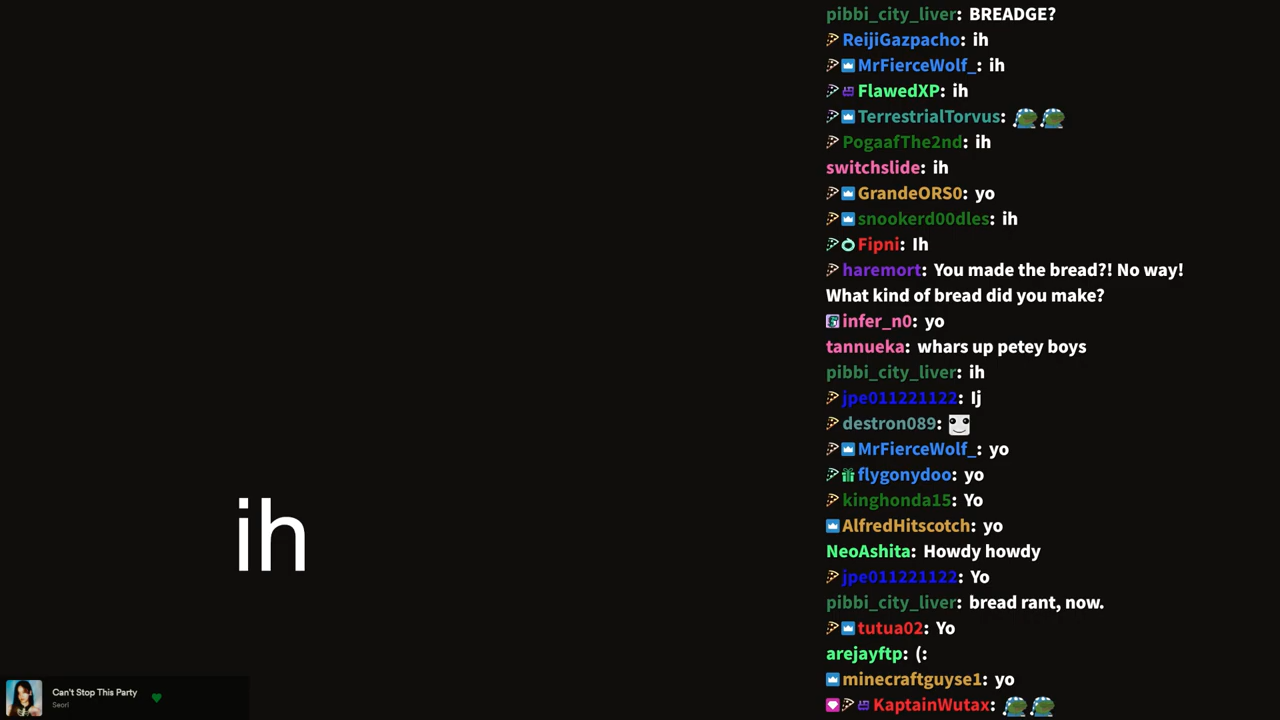 pibbi_city_liver: BREADGE?
ReijiGazpacho: ih
MrFierceWolf_: ih
FlawedXP: ih
TerrestrialTorvus:
PogaafThe2nd: ih
switchslide: ih
GrandeORS0: yo
snookerd00dles: ih
Fipni: Ih
haremort: You made the bread?! No way!
What kind of bread did you make?
infer_n0: yo
tannueka: whars up petey boys
pibbi_city_liver: ih
jpe011221122: Ij
destron089:
MrFierceWolf_: yo
flygonydoo: yo
kinghonda15: Yo
AlfredHitscotch: yo
NeoAshita: Howdy howdy
jpe011221122: Yo
pibbi_city_liver: bread rant, now.
tutua02: Yo
arejayftp: (:
minecraftguyse1: yo
KaptainWutax:
ih
Can't Stop This Party
Seori